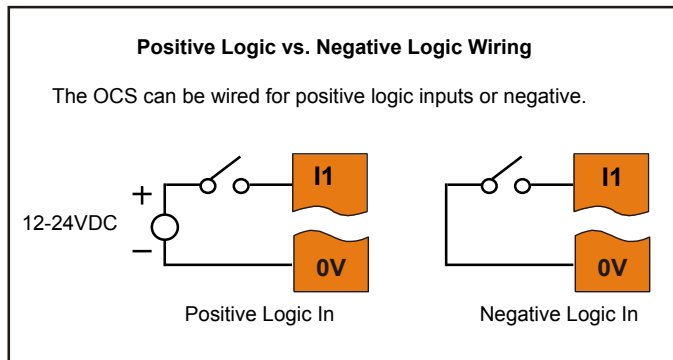 Positive Logic vs. Negative Logic Wiring
The OCS can be wired for positive logic inputs or negative.
I1
I1
+
12-24VDC
–
0V
0V
Positive Logic In
Negative Logic In